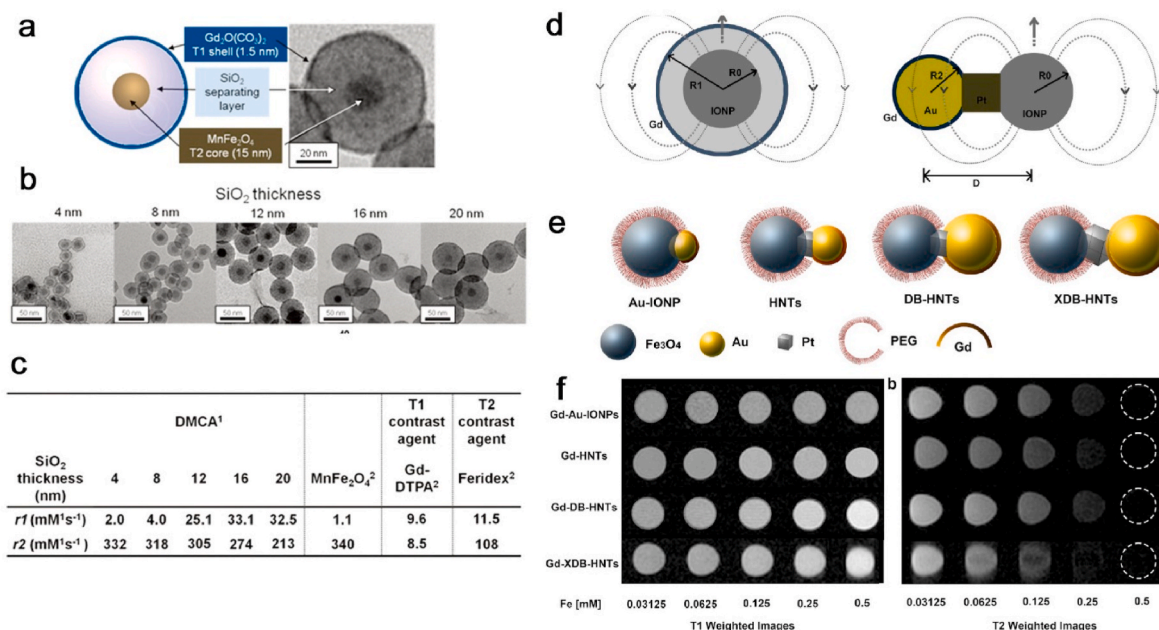 a
Gd₂O(CO₃)₂
T1 shell (1.5 nm)
SiO₂
separating
layer
MnFe₂O₄
T2 core (15 nm)
20 nm
b
SiO₂ thickness
4 nm 8 nm 12 nm 16 nm 20 nm
50 nm 50 nm 50 nm 50 nm 50 nm
c
DMCA¹ T1 contrast agent T2 contrast agent
SiO₂ thickness (nm) 4 8 12 16 20 MnFe₂O₄² Gd-DTPA² Feridex²
r1 (mM¹s⁻¹) 2.0 4.0 25.1 33.1 32.5 1.1 9.6 11.5
r2 (mM¹s⁻¹) 332 318 305 274 213 340 8.5 108
d
R1 R0
IONP
Gd
R2 R0
Au Pt IONP
Gd
D
e
Au-IONP HNTs DB-HNTs XDB-HNTs
Fe₃O₄ Au Pt PEG Gd
f b
Gd-Au-IONPs
Gd-HNTs
Gd-DB-HNTs
Gd-XDB-HNTs
Fe [mM] 0.03125 0.0625 0.125 0.25 0.5 0.03125 0.0625 0.125 0.25 0.5
T1 Weighted Images T2 Weighted Images